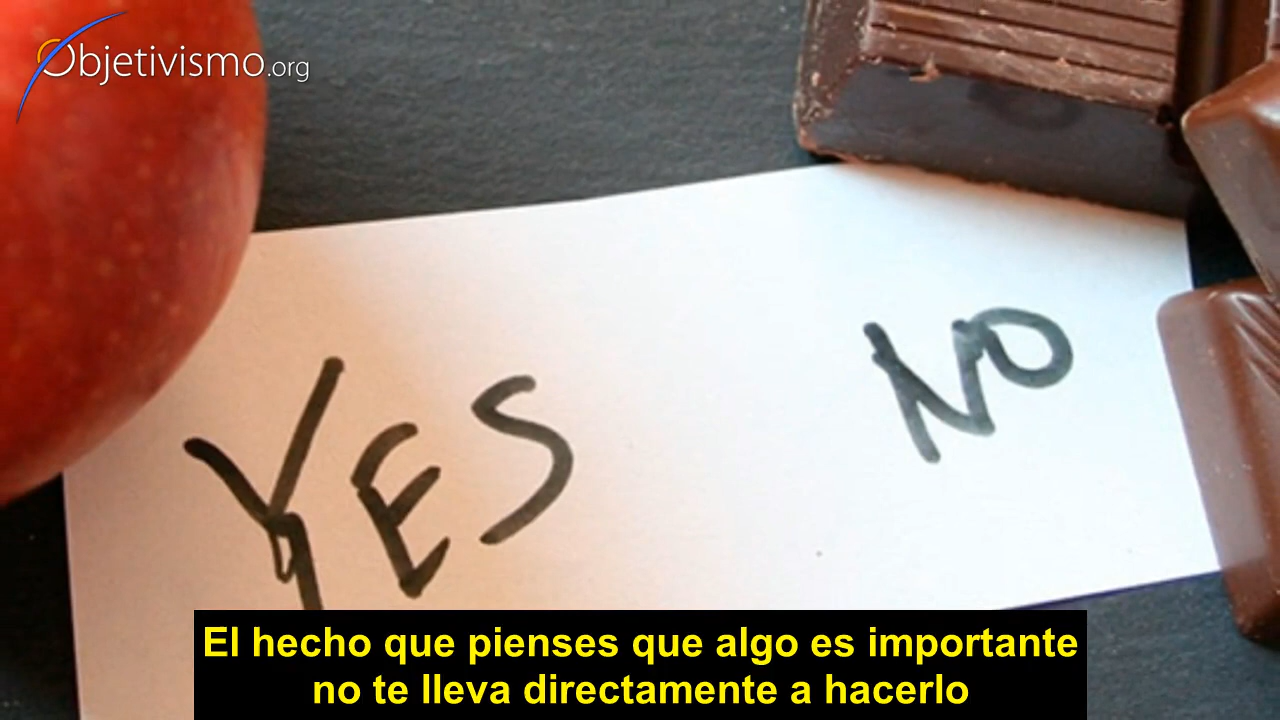 Objetivismo.org
YES NO
El hecho que pienses que algo es importante
no te lleva directamente a hacerlo